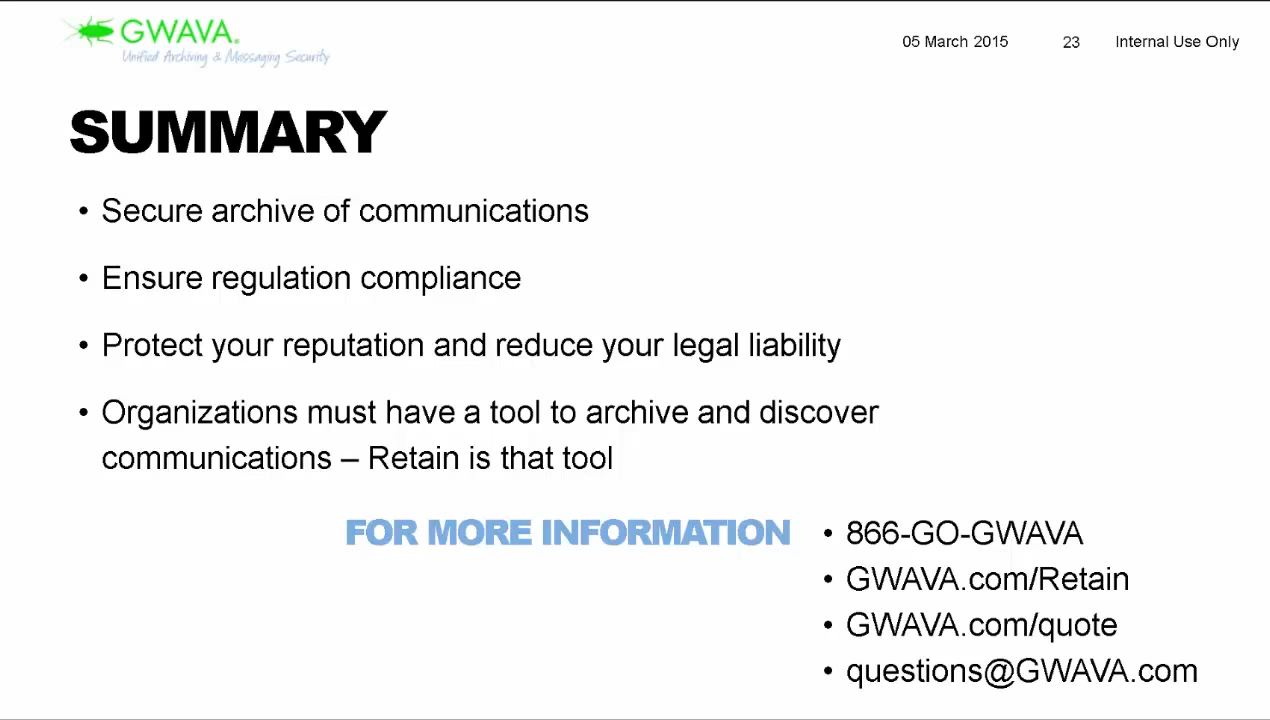 GWAVA.
Unified Archiving & Messaging Security
05 March 2015 23 Internal Use Only
SUMMARY
• Secure archive of communications
• Ensure regulation compliance
• Protect your reputation and reduce your legal liability
• Organizations must have a tool to archive and discover
communications – Retain is that tool
FOR MORE INFORMATION
• 866-GO-GWAVA
• GWAVA.com/Retain
• GWAVA.com/quote
• questions@GWAVA.com